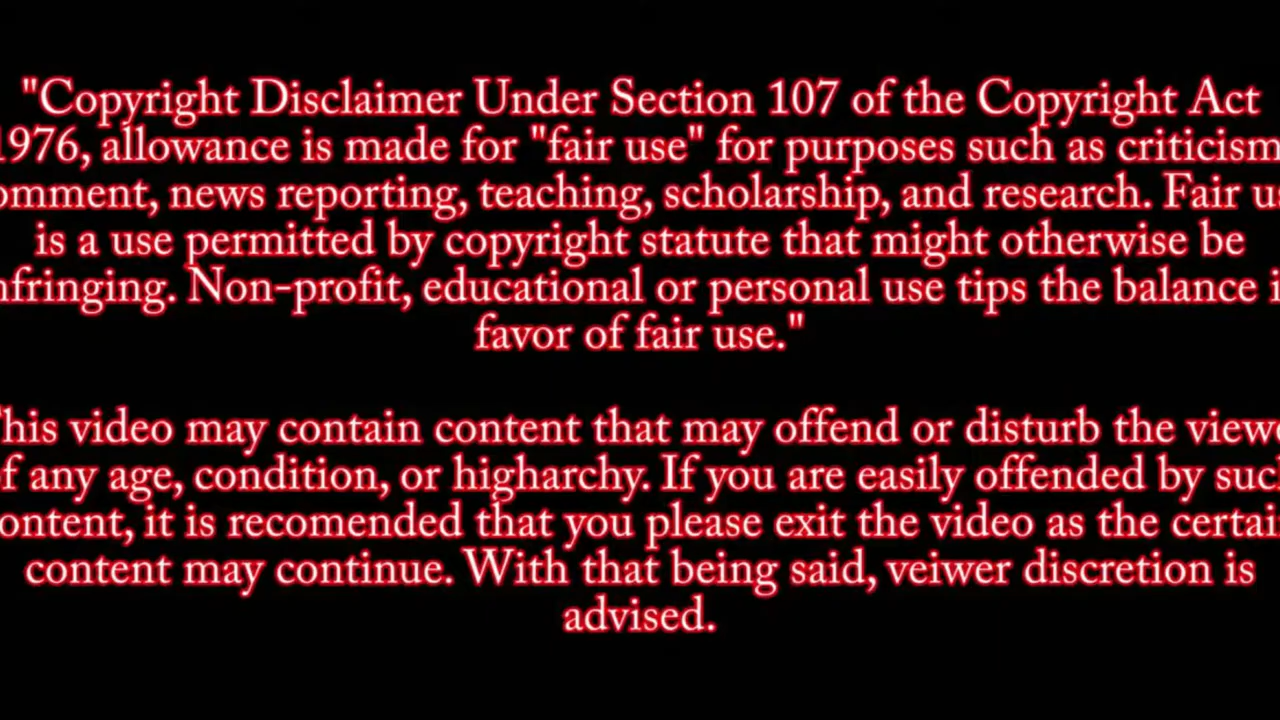 "Copyright Disclaimer Under Section 107 of the Copyright Act
1976, allowance is made for "fair use" for purposes such as criticism
omment, news reporting, teaching, scholarship, and research. Fair u
is a use permitted by copyright statute that might otherwise be
nfringing. Non-profit, educational or personal use tips the balance i
favor of fair use."
his video may contain content that may offend or disturb the viewe
f any age, condition, or higharchy. If you are easily offended by suc
ontent, it is recomended that you please exit the video as the certai
content may continue. With that being said, veiwer discretion is
advised.